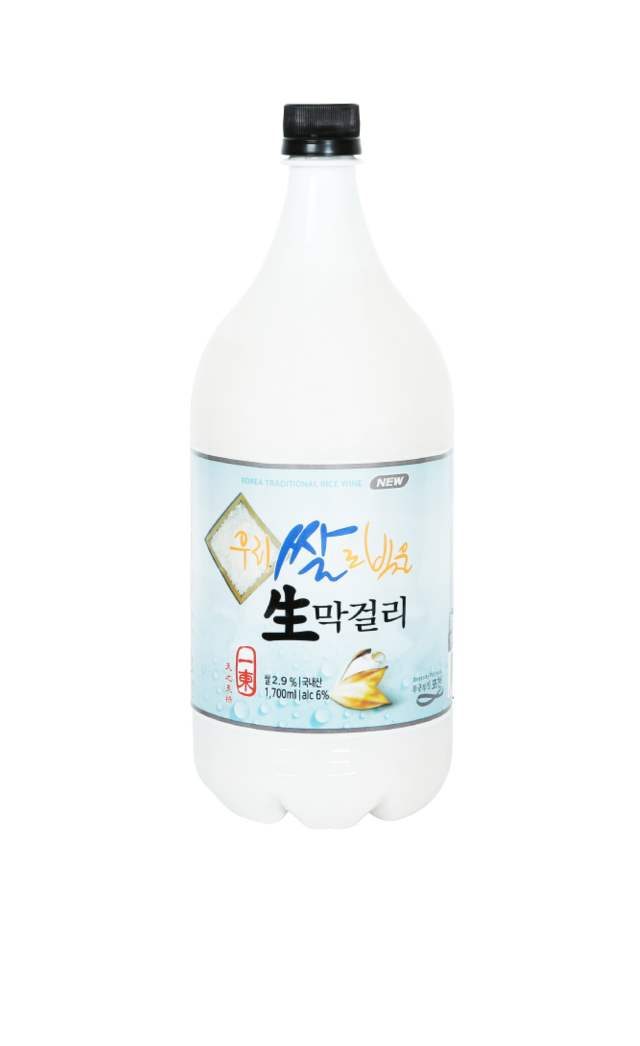 KOREA TRADITIONAL RICE WINE NEW
우리 쌀로 빚은
生막걸리
一東
쌀 2.9 % | 국내산
1,700ml | alc 6%